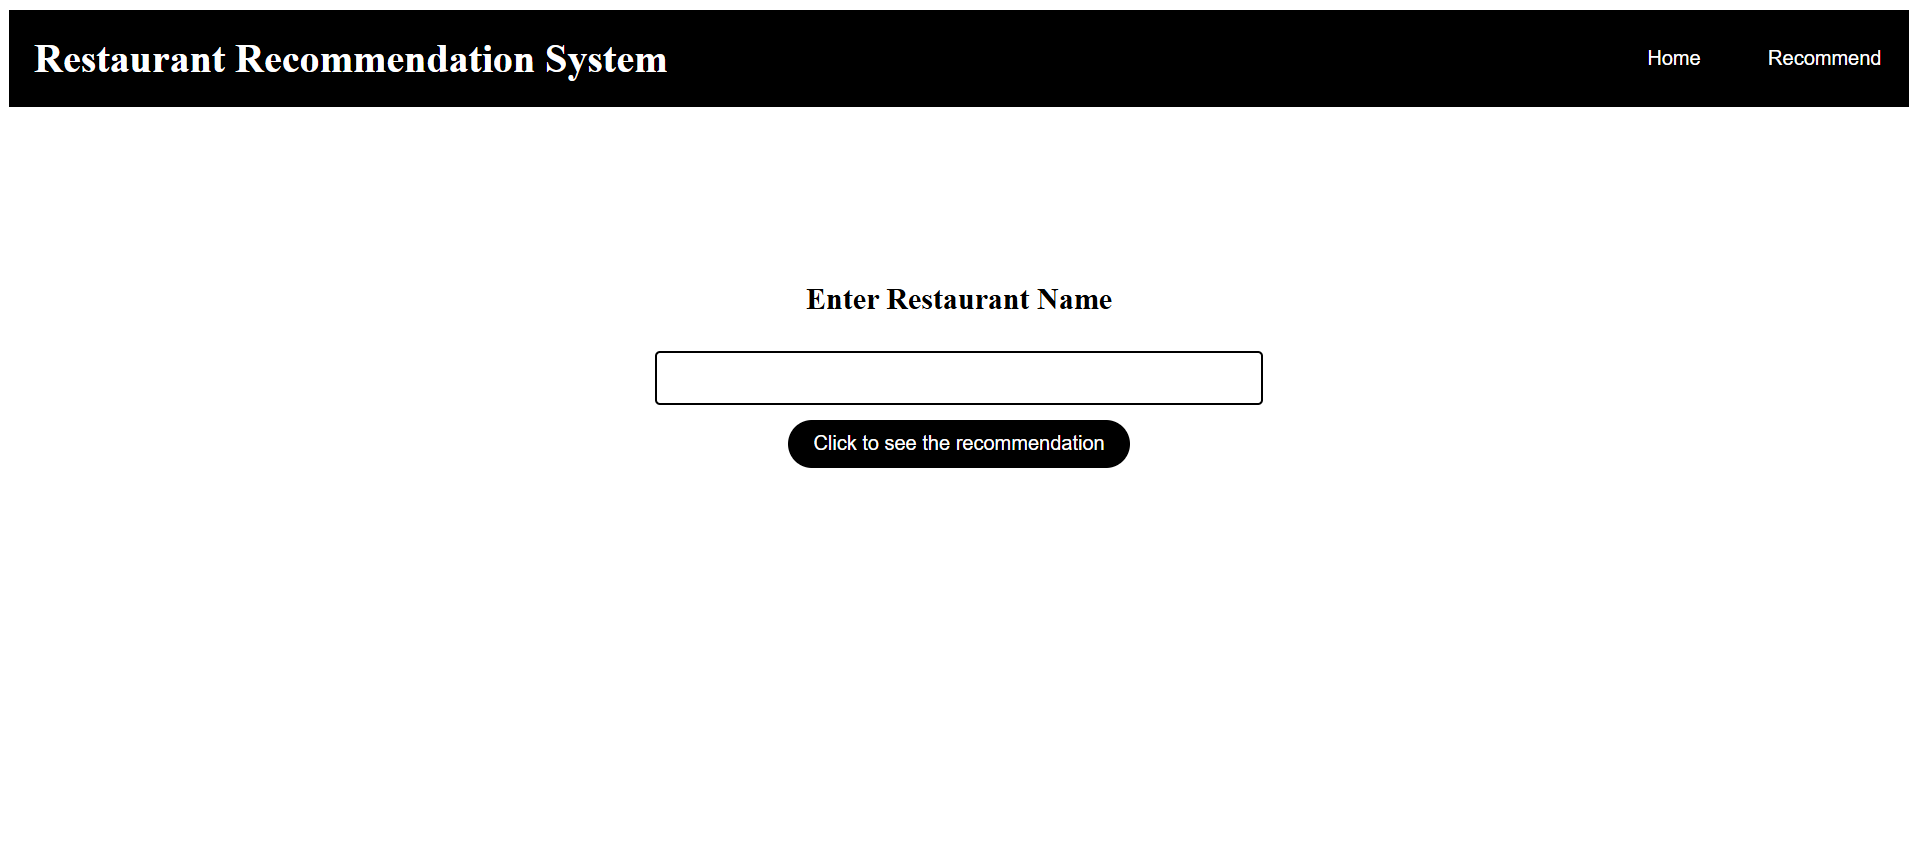 Restaurant Recommendation System
Home
Recommend
Enter Restaurant Name
Click to see the recommendation